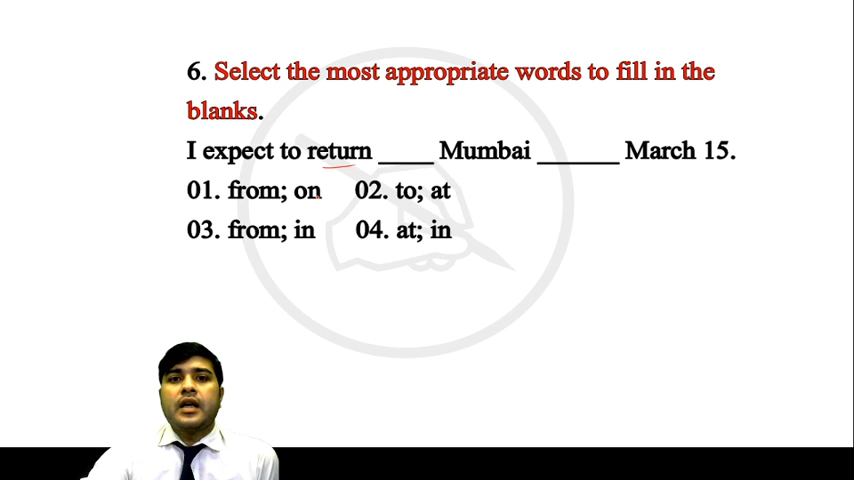 6. Select the most appropriate words to fill in the
blanks.
I expect to return ____ Mumbai ______ March 15.
01. from; on 02. to; at
03. from; in 04. at; in